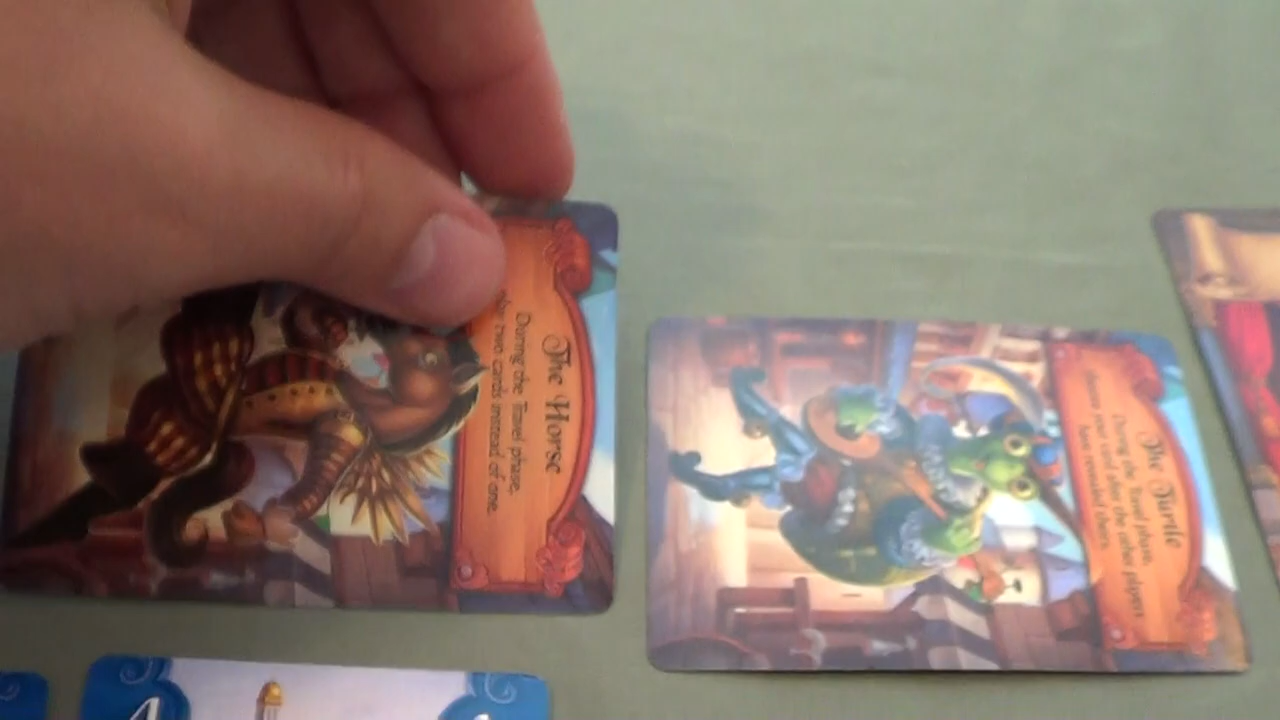 The Horse
During the Travel phase,
two cards instead of one.
The Turtle
During the Travel phase,
choose your card after the other players
have revealed theirs.
4